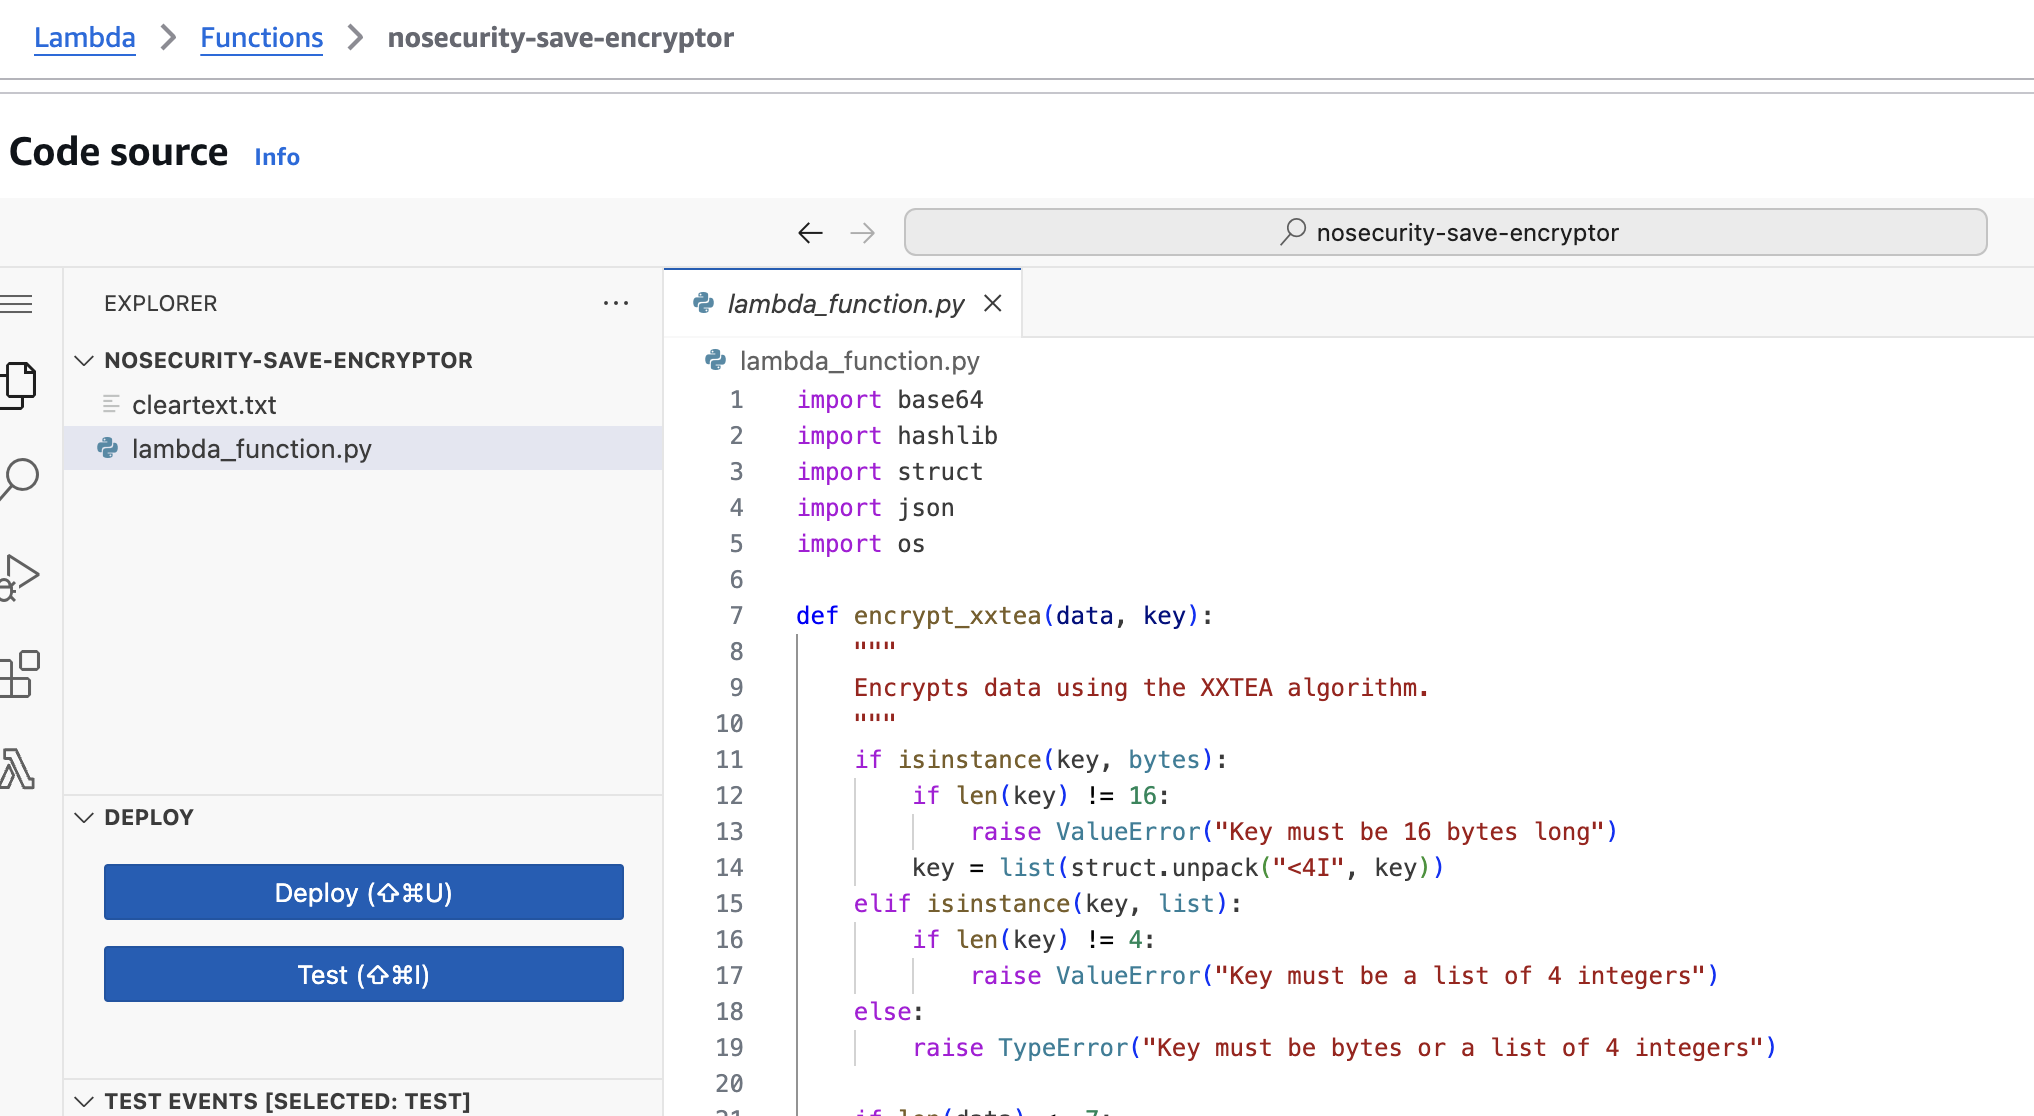 Lambda > Functions > nosecurity-save-encryptor
Code source Info
nosecurity-save-encryptor
EXPLORER
NOSECURITY-SAVE-ENCRYPTOR
cleartext.txt
lambda_function.py
DEPLOY
Deploy (⇧⌘U)
Test (⇧⌘I)
TEST EVENTS [SELECTED: TEST]
lambda_function.py
lambda_function.py
1 import base64
2 import hashlib
3 import struct
4 import json
5 import os
6
7 def encrypt_xxtea(data, key):
8     """
9     Encrypts data using the XXTEA algorithm.
10     """
11     if isinstance(key, bytes):
12         if len(key) != 16:
13             raise ValueError("Key must be 16 bytes long")
14         key = list(struct.unpack("<4I", key))
15     elif isinstance(key, list):
16         if len(key) != 4:
17             raise ValueError("Key must be a list of 4 integers")
18     else:
19         raise TypeError("Key must be bytes or a list of 4 integers")
20
21     if len(data)